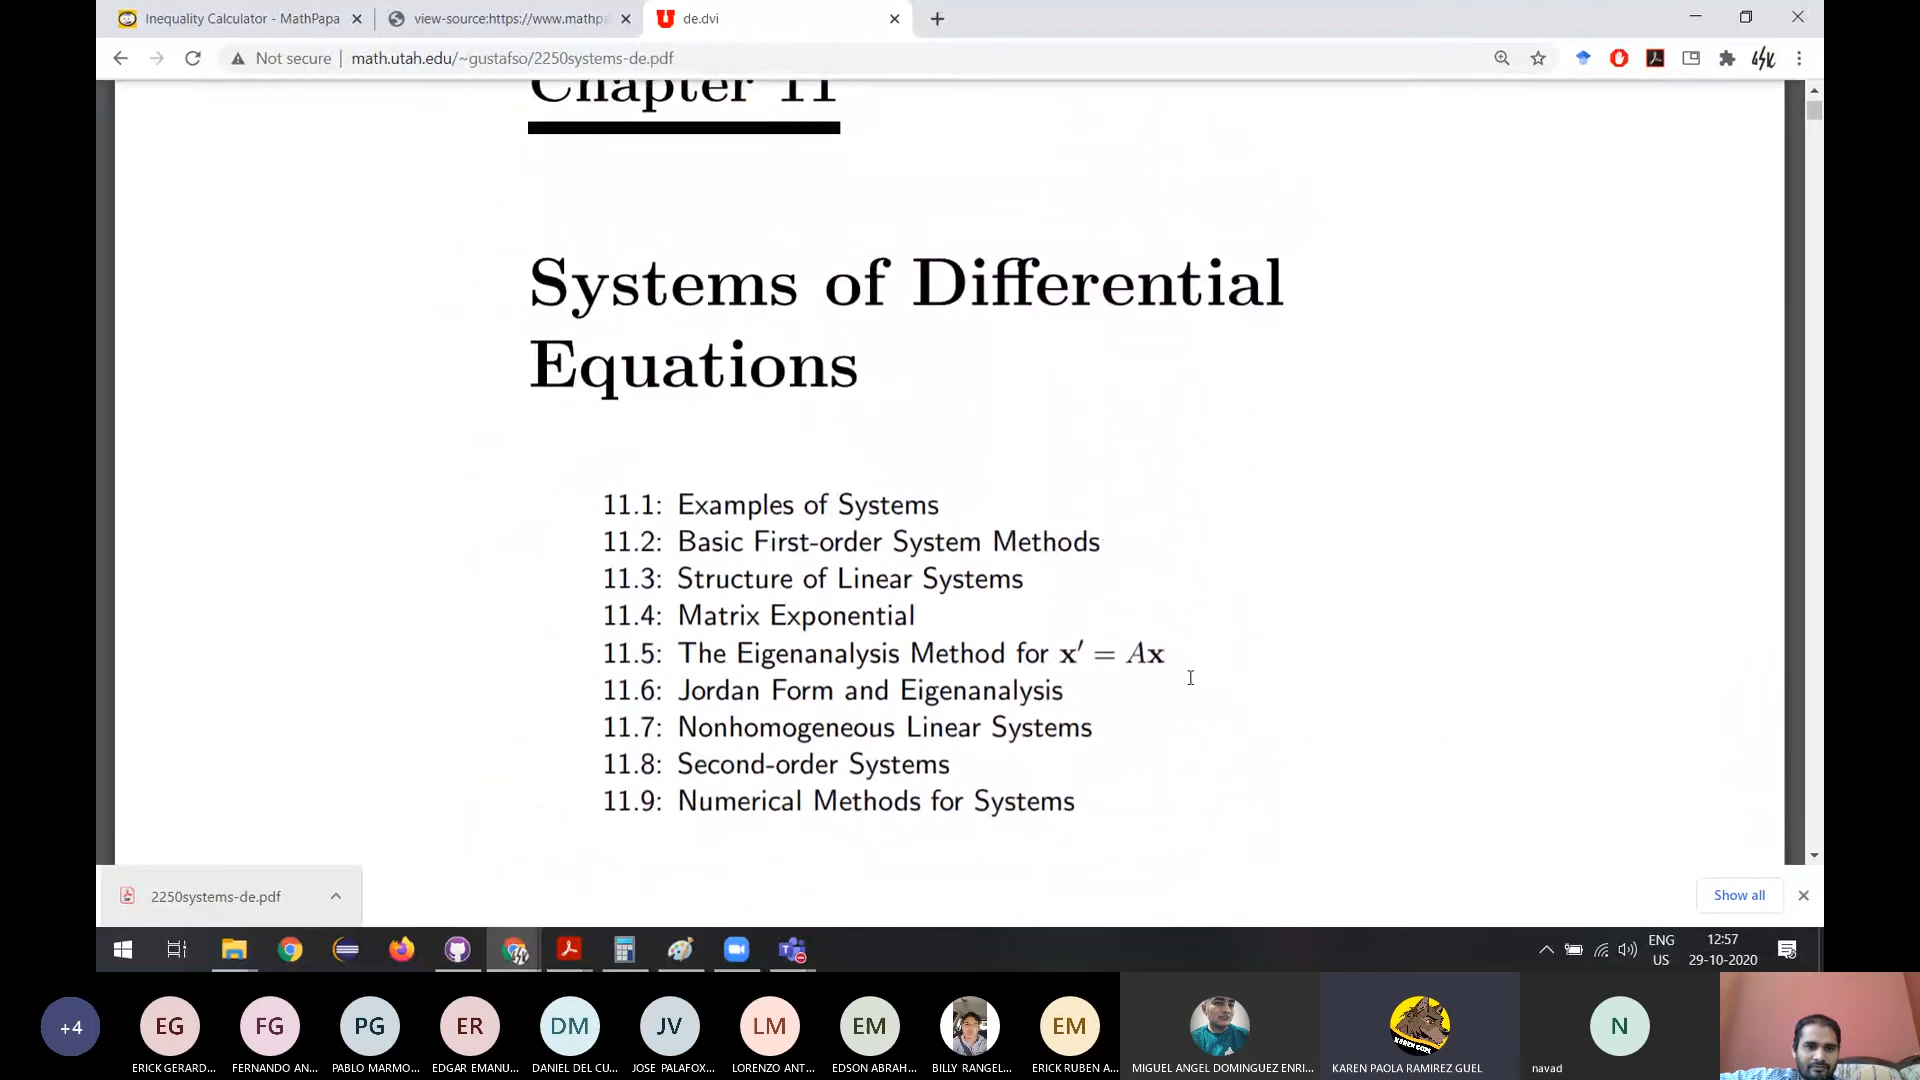 Inequality Calculator - MathPapa
view-source:https://www.mathpa
de.dvi
Not secure | math.utah.edu/~gustafso/2250systems-de.pdf
Chapter 11
Systems of Differential
Equations
11.1: Examples of Systems
11.2: Basic First-order System Methods
11.3: Structure of Linear Systems
11.4: Matrix Exponential
11.5: The Eigenanalysis Method for x′ = Ax
11.6: Jordan Form and Eigenanalysis
11.7: Nonhomogeneous Linear Systems
11.8: Second-order Systems
11.9: Numerical Methods for Systems
2250systems-de.pdf
Show all
ENG
US
12:57
29-10-2020
+4
EG
FG
PG
ER
DM
JV
LM
EM
EM
KAREN GUEL
N
ERICK GERARD...
FERNANDO AN...
PABLO MARMO...
EDGAR EMANU...
DANIEL DEL CU...
JOSE PALAFOX...
LORENZO ANT...
EDSON ABRAH...
BILLY RANGEL...
ERICK RUBEN A...
MIGUEL ANGEL DOMINGUEZ ENRI...
KAREN PAOLA RAMIREZ GUEL
navad